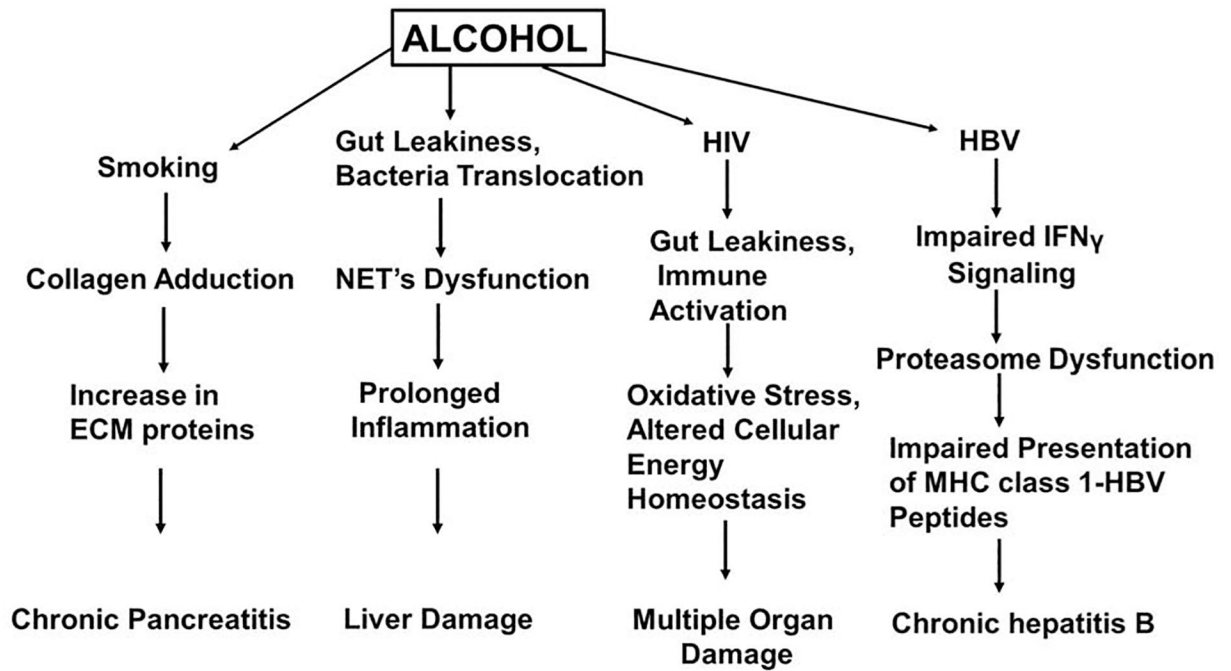 ALCOHOL
Smoking
Collagen Adduction
Increase in
ECM proteins
Chronic Pancreatitis
Gut Leakiness,
Bacteria Translocation
NET's Dysfunction
Prolonged
Inflammation
Liver Damage
HIV
Gut Leakiness,
Immune
Activation
Oxidative Stress,
Altered Cellular
Energy
Homeostasis
Multiple Organ
Damage
HBV
Impaired IFNγ
Signaling
Proteasome Dysfunction
Impaired Presentation
of MHC class 1-HBV
Peptides
Chronic hepatitis B